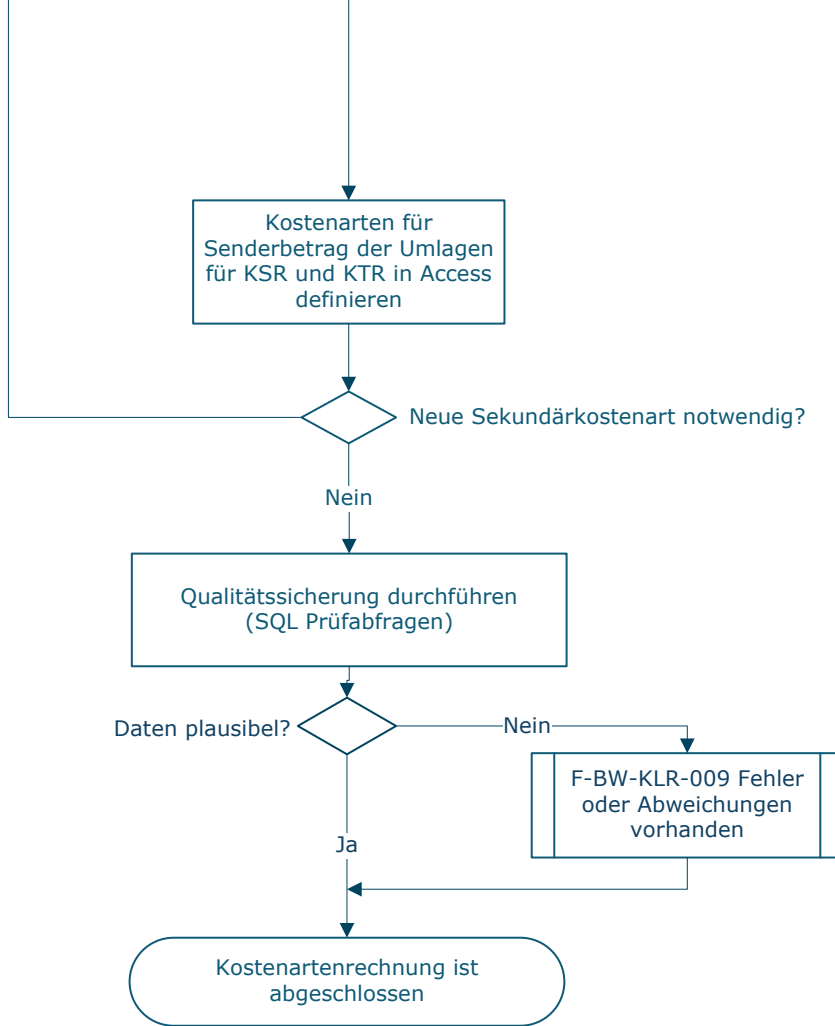 Kostenarten für
Senderbetrag der Umlagen
für KSR und KTR in Access
definieren
Neue Sekundärkostenart notwendig?
Nein
Qualitätssicherung durchführen
(SQL Prüfabfragen)
Daten plausibel?
Nein
F-BW-KLR-009 Fehler
oder Abweichungen
vorhanden
Ja
Kostenartenrechnung ist
abgeschlossen